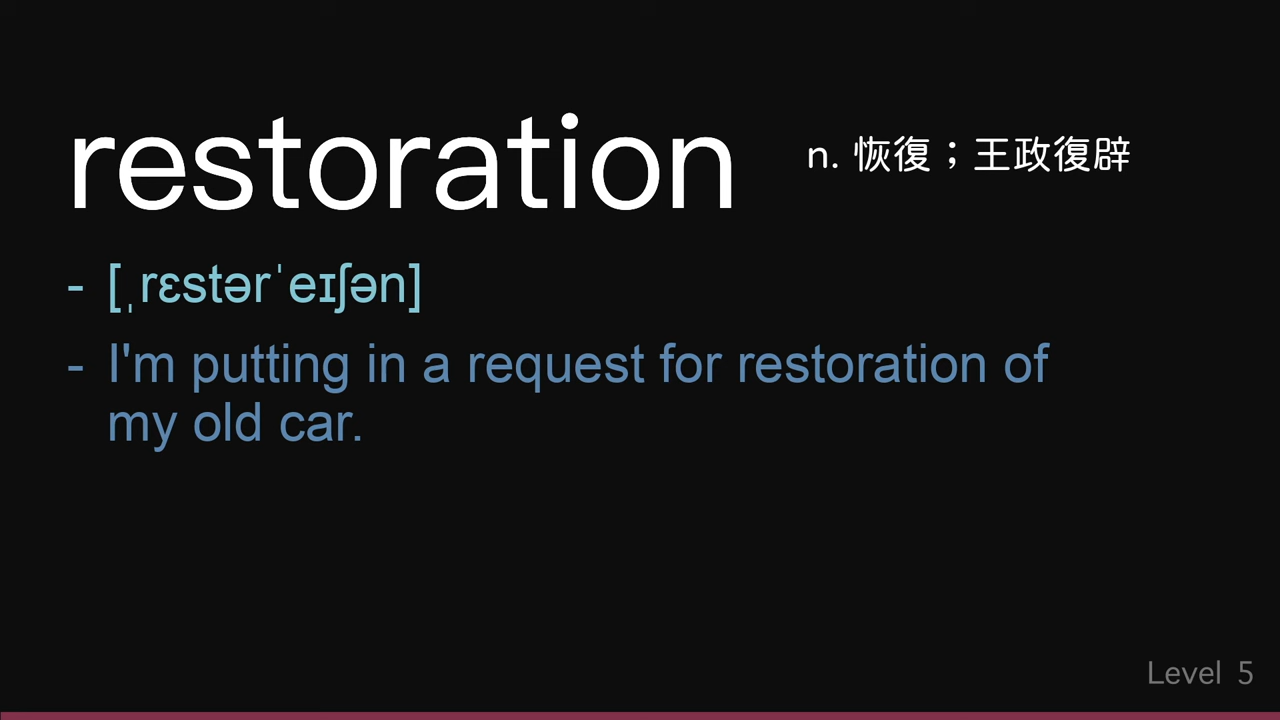 restoration n. 恢復；王政復辟
- [ˌrɛstərˈeɪʃən]
- I'm putting in a request for restoration of
my old car.
Level 5